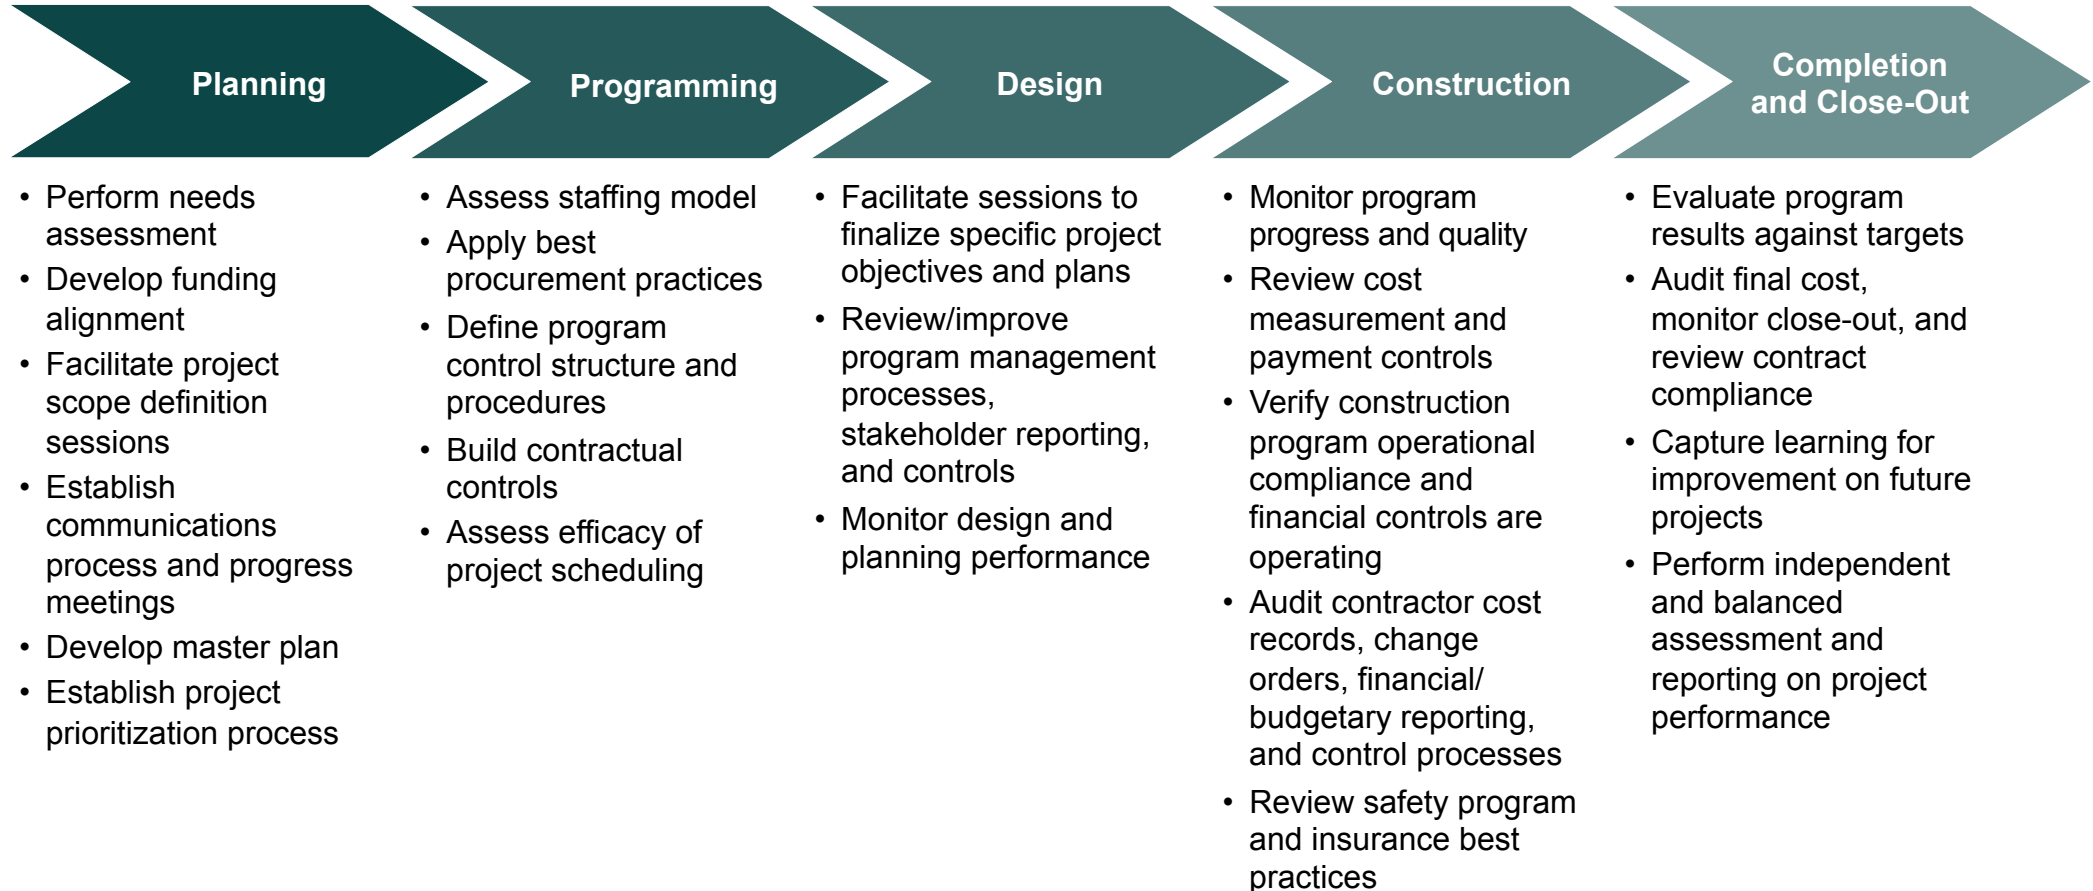 Planning
Programming
Design
Construction
Completion
and Close-Out
• Perform needs
assessment
• Develop funding
alignment
• Facilitate project
scope definition
sessions
• Establish
communications
process and progress
meetings
• Develop master plan
• Establish project
prioritization process
• Assess staffing model
• Apply best
procurement practices
• Define program
control structure and
procedures
• Build contractual
controls
• Assess efficacy of
project scheduling
• Facilitate sessions to
finalize specific project
objectives and plans
• Review/improve
program management
processes,
stakeholder reporting,
and controls
• Monitor design and
planning performance
• Monitor program
progress and quality
• Review cost
measurement and
payment controls
• Verify construction
program operational
compliance and
financial controls are
operating
• Audit contractor cost
records, change
orders, financial/
budgetary reporting,
and control processes
• Review safety program
and insurance best
practices
• Evaluate program
results against targets
• Audit final cost,
monitor close-out, and
review contract
compliance
• Capture learning for
improvement on future
projects
• Perform independent
and balanced
assessment and
reporting on project
performance